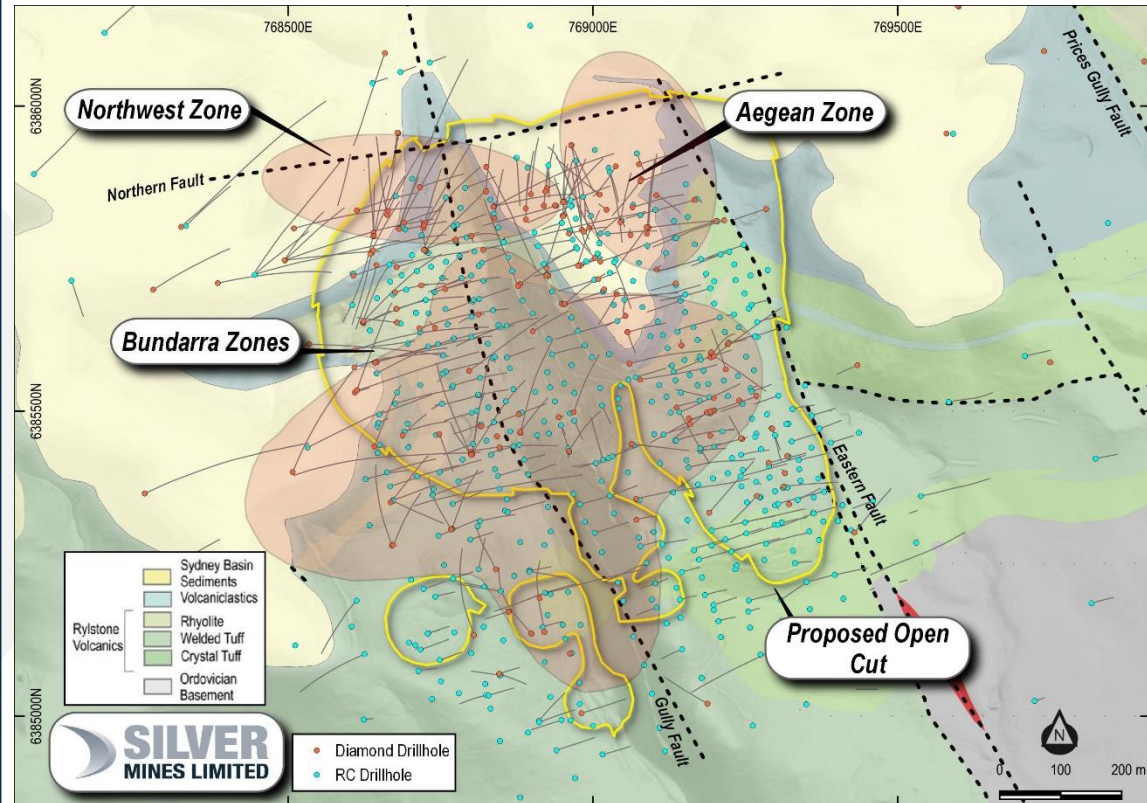 768500E
769000E
769500E
6386000N
6385500N
6385000N
Northwest Zone
Aegean Zone
Prices Gully Fault
Northern Fault
Bundarra Zones
Eastern Fault
Proposed Open
Cut
Gully Fault
Sydney Basin
Sediments
Volcaniclastics
Rylstone
Volcanics
Rhyolite
Welded Tuff
Crystal Tuff
Ordovician
Basement
SILVER
MINES LIMITED
Diamond Drillhole
RC Drillhole
N
0 100 200 m